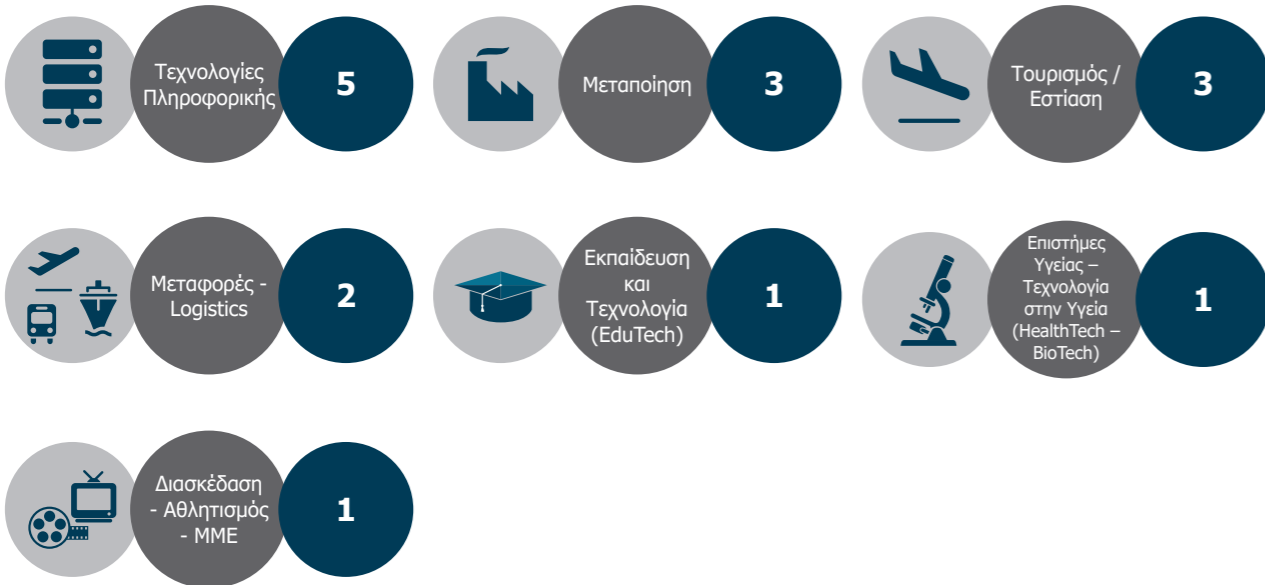 Τεχνολογίες
Πληροφορικής
5
Μεταποίηση
3
Τουρισμός /
Εστίαση
3
Μεταφορές -
Logistics
2
Εκπαίδευση
και
Τεχνολογία
(EduTech)
1
Επιστήμες
Υγείας –
Τεχνολογία
στην Υγεία
(HealthTech –
BioTech)
1
Διασκέδαση
- Αθλητισμός
- ΜΜΕ
1